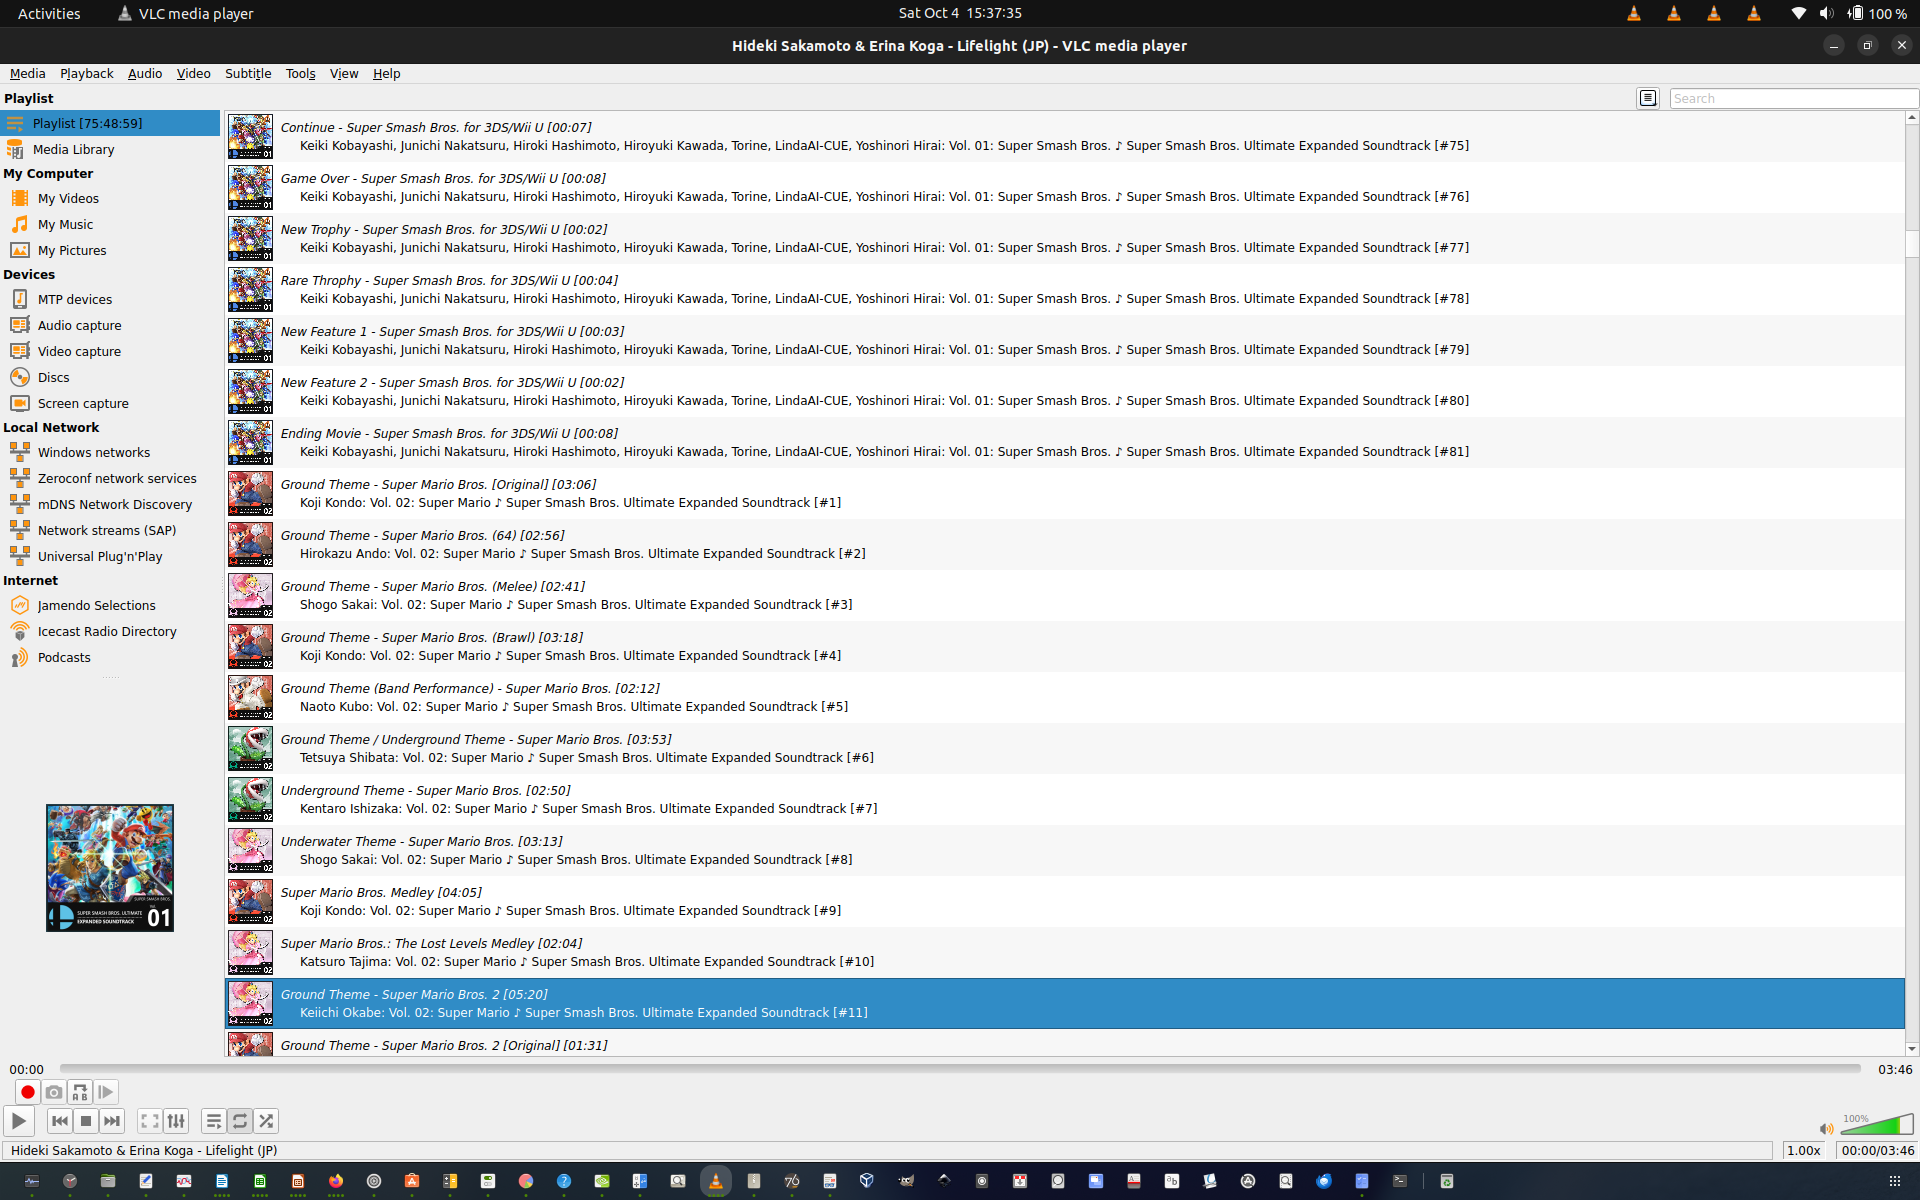 Activities
VLC media player
Sat Oct 4  15:37:35
100 %
Hideki Sakamoto & Erina Koga - Lifelight (JP) - VLC media player
Media Playback Audio Video Subtitle Tools View Help
Playlist
Search
Playlist [75:48:59]
Media Library
My Computer
My Videos
My Music
My Pictures
Devices
MTP devices
Audio capture
Video capture
Discs
Screen capture
Local Network
Windows networks
Zeroconf network services
mDNS Network Discovery
Network streams (SAP)
Universal Plug'n'Play
Internet
Jamendo Selections
Icecast Radio Directory
Podcasts
SUPER SMASH BROS. ULTIMATE
EXPANDED SOUNDTRACK
01
Continue - Super Smash Bros. for 3DS/Wii U [00:07]
Keiki Kobayashi, Junichi Nakatsuru, Hiroki Hashimoto, Hiroyuki Kawada, Torine, LindaAI-CUE, Yoshinori Hirai: Vol. 01: Super Smash Bros. ♪ Super Smash Bros. Ultimate Expanded Soundtrack [#75]
Game Over - Super Smash Bros. for 3DS/Wii U [00:08]
Keiki Kobayashi, Junichi Nakatsuru, Hiroki Hashimoto, Hiroyuki Kawada, Torine, LindaAI-CUE, Yoshinori Hirai: Vol. 01: Super Smash Bros. ♪ Super Smash Bros. Ultimate Expanded Soundtrack [#76]
New Trophy - Super Smash Bros. for 3DS/Wii U [00:02]
Keiki Kobayashi, Junichi Nakatsuru, Hiroki Hashimoto, Hiroyuki Kawada, Torine, LindaAI-CUE, Yoshinori Hirai: Vol. 01: Super Smash Bros. ♪ Super Smash Bros. Ultimate Expanded Soundtrack [#77]
Rare Throphy - Super Smash Bros. for 3DS/Wii U [00:04]
Keiki Kobayashi, Junichi Nakatsuru, Hiroki Hashimoto, Hiroyuki Kawada, Torine, LindaAI-CUE, Yoshinori Hirai: Vol. 01: Super Smash Bros. ♪ Super Smash Bros. Ultimate Expanded Soundtrack [#78]
New Feature 1 - Super Smash Bros. for 3DS/Wii U [00:03]
Keiki Kobayashi, Junichi Nakatsuru, Hiroki Hashimoto, Hiroyuki Kawada, Torine, LindaAI-CUE, Yoshinori Hirai: Vol. 01: Super Smash Bros. ♪ Super Smash Bros. Ultimate Expanded Soundtrack [#79]
New Feature 2 - Super Smash Bros. for 3DS/Wii U [00:02]
Keiki Kobayashi, Junichi Nakatsuru, Hiroki Hashimoto, Hiroyuki Kawada, Torine, LindaAI-CUE, Yoshinori Hirai: Vol. 01: Super Smash Bros. ♪ Super Smash Bros. Ultimate Expanded Soundtrack [#80]
Ending Movie - Super Smash Bros. for 3DS/Wii U [00:08]
Keiki Kobayashi, Junichi Nakatsuru, Hiroki Hashimoto, Hiroyuki Kawada, Torine, LindaAI-CUE, Yoshinori Hirai: Vol. 01: Super Smash Bros. ♪ Super Smash Bros. Ultimate Expanded Soundtrack [#81]
Ground Theme - Super Mario Bros. [Original] [03:06]
Koji Kondo: Vol. 02: Super Mario ♪ Super Smash Bros. Ultimate Expanded Soundtrack [#1]
Ground Theme - Super Mario Bros. (64) [02:56]
Hirokazu Ando: Vol. 02: Super Mario ♪ Super Smash Bros. Ultimate Expanded Soundtrack [#2]
Ground Theme - Super Mario Bros. (Melee) [02:41]
Shogo Sakai: Vol. 02: Super Mario ♪ Super Smash Bros. Ultimate Expanded Soundtrack [#3]
Ground Theme - Super Mario Bros. (Brawl) [03:18]
Koji Kondo: Vol. 02: Super Mario ♪ Super Smash Bros. Ultimate Expanded Soundtrack [#4]
Ground Theme (Band Performance) - Super Mario Bros. [02:12]
Naoto Kubo: Vol. 02: Super Mario ♪ Super Smash Bros. Ultimate Expanded Soundtrack [#5]
Ground Theme / Underground Theme - Super Mario Bros. [03:53]
Tetsuya Shibata: Vol. 02: Super Mario ♪ Super Smash Bros. Ultimate Expanded Soundtrack [#6]
Underground Theme - Super Mario Bros. [02:50]
Kentaro Ishizaka: Vol. 02: Super Mario ♪ Super Smash Bros. Ultimate Expanded Soundtrack [#7]
Underwater Theme - Super Mario Bros. [03:13]
Shogo Sakai: Vol. 02: Super Mario ♪ Super Smash Bros. Ultimate Expanded Soundtrack [#8]
Super Mario Bros. Medley [04:05]
Koji Kondo: Vol. 02: Super Mario ♪ Super Smash Bros. Ultimate Expanded Soundtrack [#9]
Super Mario Bros.: The Lost Levels Medley [02:04]
Katsuro Tajima: Vol. 02: Super Mario ♪ Super Smash Bros. Ultimate Expanded Soundtrack [#10]
Ground Theme - Super Mario Bros. 2 [05:20]
Keiichi Okabe: Vol. 02: Super Mario ♪ Super Smash Bros. Ultimate Expanded Soundtrack [#11]
Ground Theme - Super Mario Bros. 2 [Original] [01:31]
00:00
03:46
100%
Hideki Sakamoto & Erina Koga - Lifelight (JP)
1.00x
00:00/03:46